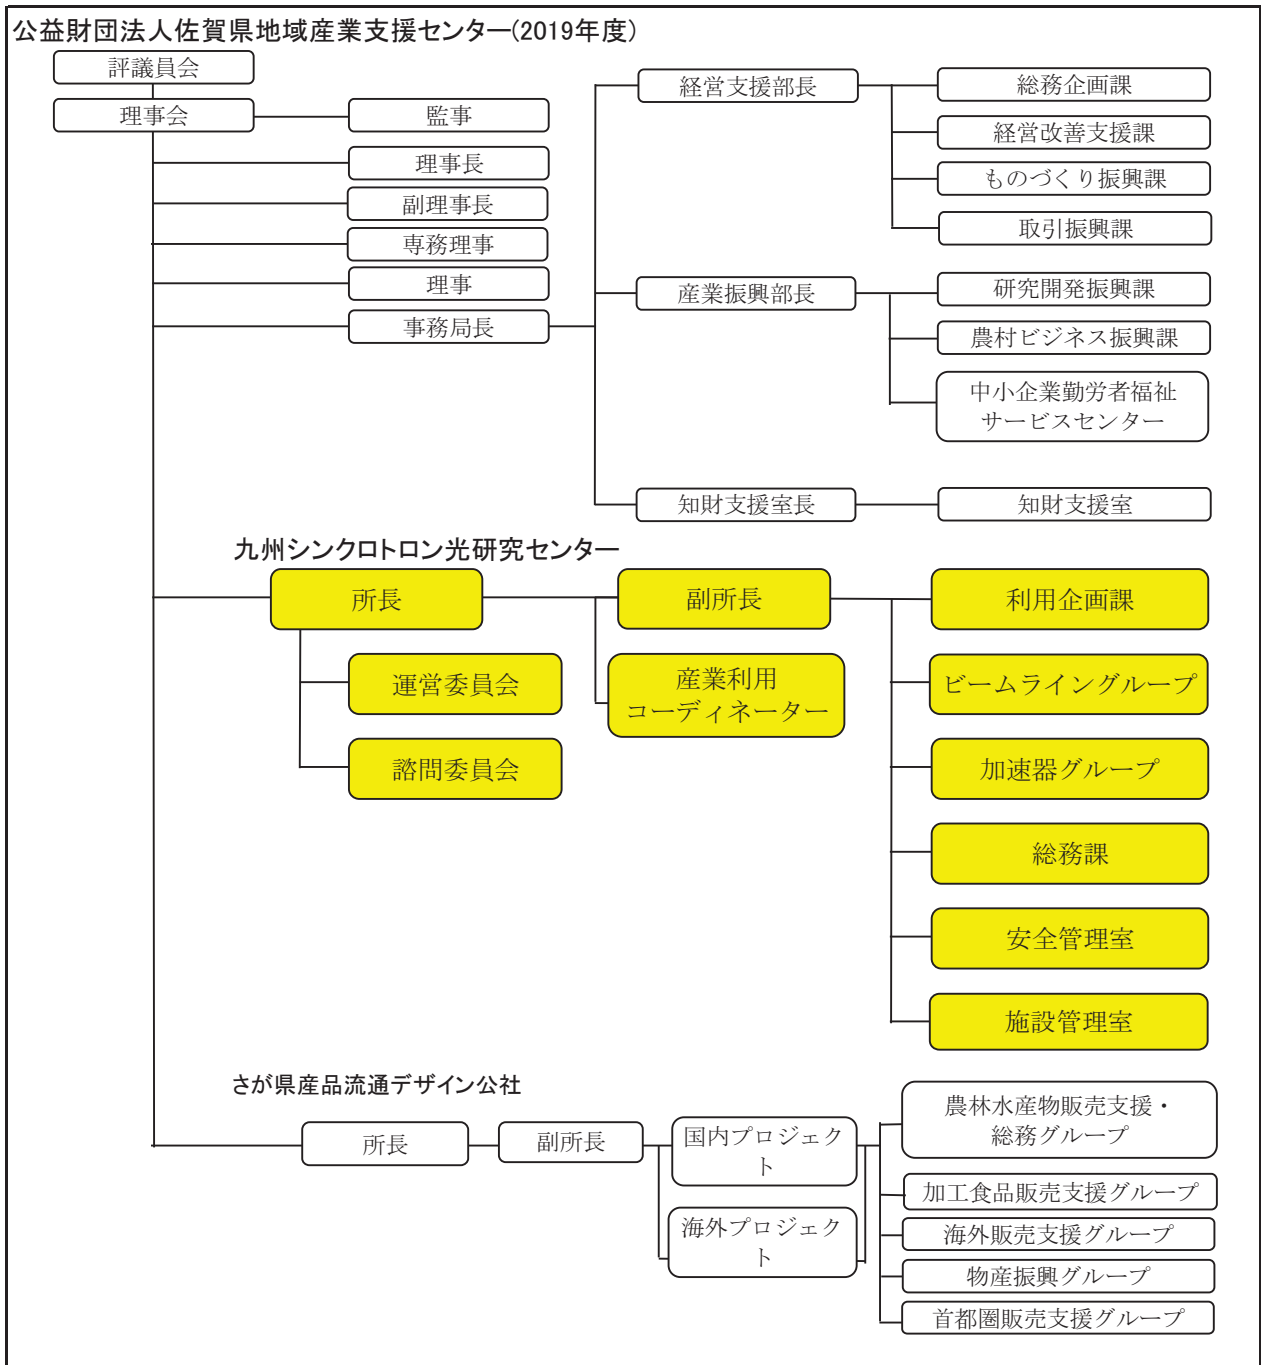 公益財団法人佐賀県地域産業支援センター(2019年度)
評議員会
理事会
監事
理事長
副理事長
専務理事
理事
事務局長
経営支援部長
総務企画課
経営改善支援課
ものづくり振興課
取引振興課
産業振興部長
研究開発振興課
農村ビジネス振興課
中小企業勤労者福祉
サービスセンター
知財支援室長
知財支援室
九州シンクロトロン光研究センター
所長
運営委員会
諮問委員会
副所長
産業利用
コーディネーター
利用企画課
ビームライングループ
加速器グループ
総務課
安全管理室
施設管理室
さが県産品流通デザイン公社
所長
副所長
国内プロジェク
ト
海外プロジェク
ト
農林水産物販売支援・
総務グループ
加工食品販売支援グループ
海外販売支援グループ
物産振興グループ
首都圏販売支援グループ